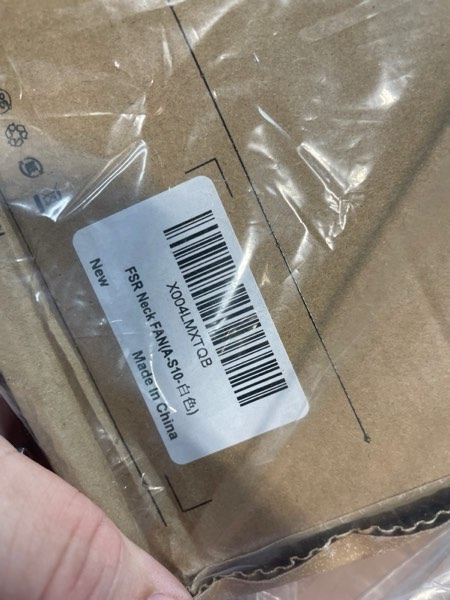 X004LMXTQB
FSR Neck FAN(A-S10-白色)
New
Made In China